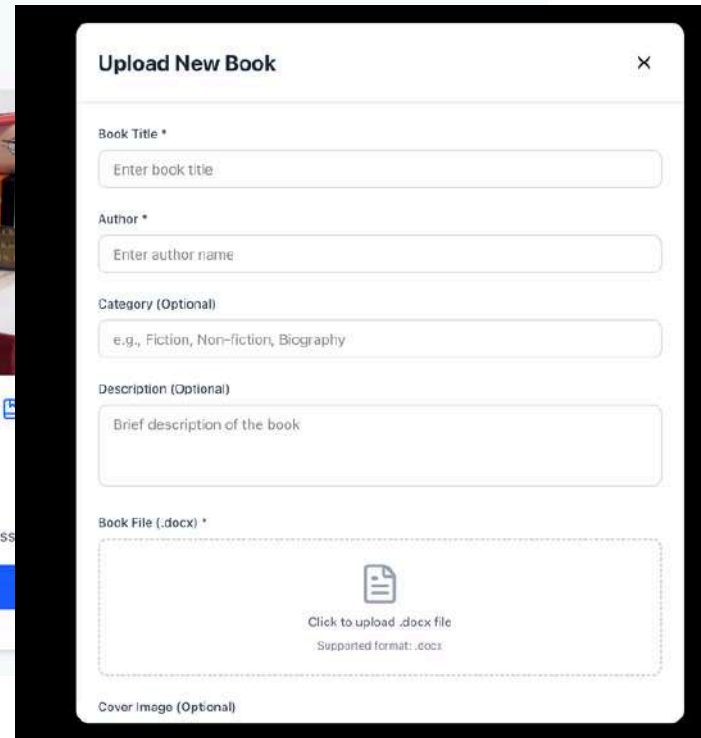 Upload New Book
Book Title *
Enter book title
Author *
Enter author name
Category (Optional)
e.g., Fiction, Non-fiction, Biography
Description (Optional)
Brief description of the book
Book File (.docx) *
Click to upload .docx file
Supported format: .docx
Cover Image (Optional)
ss